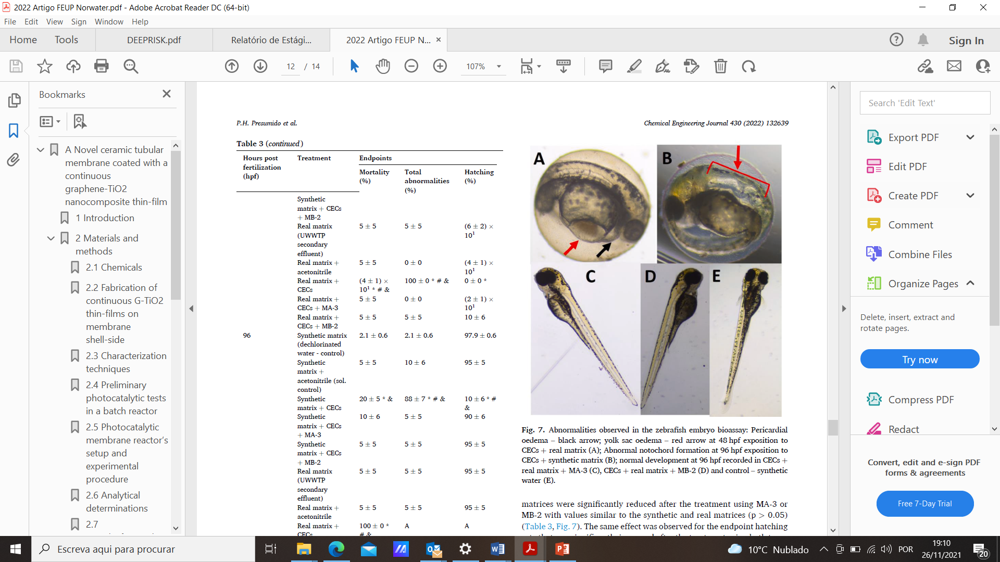 2022 Artigo FEUP Norwater.pdf - Adobe Acrobat Reader DC (64-bit)
File Edit View Sign Window Help
Home Tools DEEPRISK.pdf Relatório de Estági... 2022 Artigo FEUP N... × Sign In
12 / 14 107%
Bookmarks
A Novel ceramic tubular
membrane coated with a
continuous
graphene-TiO2
nanocomposite thin-film
1 Introduction
2 Materials and
methods
2.1 Chemicals
2.2 Fabrication of
continuous G-TiO2
thin-films on
membrane
shell-side
2.3 Characterization
techniques
2.4 Preliminary
photocatalytic tests
in a batch reactor
2.5 Photocatalytic
membrane reactor's
setup and
experimental
procedure
2.6 Analytical
determinations
2.7
P.H. Presumido et al.
Chemical Engineering Journal 430 (2022) 132639
Table 3 (continued)
Hours post Treatment Endpoints
fertilization
(hpf)
Mortality Total Hatching
(%) abnormalities (%)
(%)
Synthetic
matrix + CECs
+ MB-2
Real matrix 5 ± 5 5 ± 5 (6 ± 2) ×
(UWWTP 10¹
secondary
effluent)
Real matrix + 5 ± 5 0 ± 0 (4 ± 1) ×
acetonitrile 10¹
Real matrix + (4 ± 1) × 100 ± 0 * # & 0 ± 0 *
CECs 10¹ * # &
Real matrix + 5 ± 5 0 ± 0 (2 ± 1) ×
CECs + MA-3 10¹
Real matrix + 5 ± 5 5 ± 5 10 ± 6
CECs + MB-2
96 Synthetic matrix 2.1 ± 0.6 2.1 ± 0.6 97.9 ± 0.6
(dechlorinated
water - control)
Synthetic 5 ± 5 10 ± 6 95 ± 5
matrix +
acetonitrile (sol.
control)
Synthetic 20 ± 5 * & 88 ± 7 * # & 10 ± 6 * #
matrix + CECs &
Synthetic 10 ± 6 5 ± 5 90 ± 6
matrix + CECs
+ MA-3
Synthetic 5 ± 5 5 ± 5 95 ± 5
matrix + CECs
+ MB-2
Real matrix 5 ± 5 5 ± 5 95 ± 5
(UWWTP
secondary
effluent)
Real matrix + 5 ± 5 5 ± 5 95 ± 5
acetonitrile
Real matrix + 100 ± 0 * A A
CECs # &
A B
C D E
Fig. 7. Abnormalities observed in the zebrafish embryo bioassay: Pericardial
oedema – black arrow; yolk sac oedema – red arrow at 48 hpf exposition to
CECs + real matrix (A); Abnormal notochord formation at 96 hpf exposition to
CECs + synthetic matrix (B); normal development at 96 hpf recorded in CECs +
real matrix + MA-3 (C), CECs + real matrix + MB-2 (D) and control – synthetic
water (E).
matrices were significantly reduced after the treatment using MA-3 or
MB-2 with values similar to the synthetic and real matrices (p > 0.05)
(Table 3, Fig. 7). The same effect was observed for the endpoint hatching
Search 'Edit Text'
Export PDF
Edit PDF
Create PDF
Comment
Combine Files
Organize Pages
Delete, insert, extract and
rotate pages.
Try now
Compress PDF
Redact
Convert, edit and e-sign PDF
forms & agreements
Free 7-Day Trial
Escreva aqui para procurar
10°C Nublado POR
19:10
26/11/2021
20